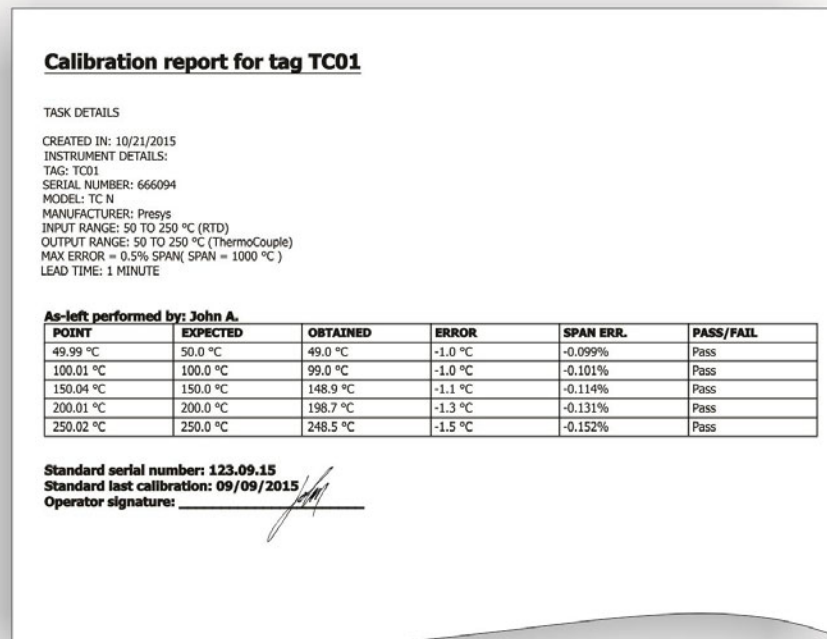 Calibration report for tag TC01
TASK DETAILS
CREATED IN: 10/21/2015
INSTRUMENT DETAILS:
TAG: TC01
SERIAL NUMBER: 666094
MODEL: TC N
MANUFACTURER: Presys
INPUT RANGE: 50 TO 250 ºC (RTD)
OUTPUT RANGE: 50 TO 250 ºC (ThermoCouple)
MAX ERROR = 0.5% SPAN( SPAN = 1000 ºC )
LEAD TIME: 1 MINUTE
As-left performed by: John A.
POINT EXPECTED OBTAINED ERROR SPAN ERR. PASS/FAIL
49.99 ºC 50.0 ºC 49.0 ºC -1.0 ºC -0.099% Pass
100.01 ºC 100.0 ºC 99.0 ºC -1.0 ºC -0.101% Pass
150.04 ºC 150.0 ºC 148.9 ºC -1.1 ºC -0.114% Pass
200.01 ºC 200.0 ºC 198.7 ºC -1.3 ºC -0.131% Pass
250.02 ºC 250.0 ºC 248.5 ºC -1.5 ºC -0.152% Pass
Standard serial number: 123.09.15
Standard last calibration: 09/09/2015
Operator signature: